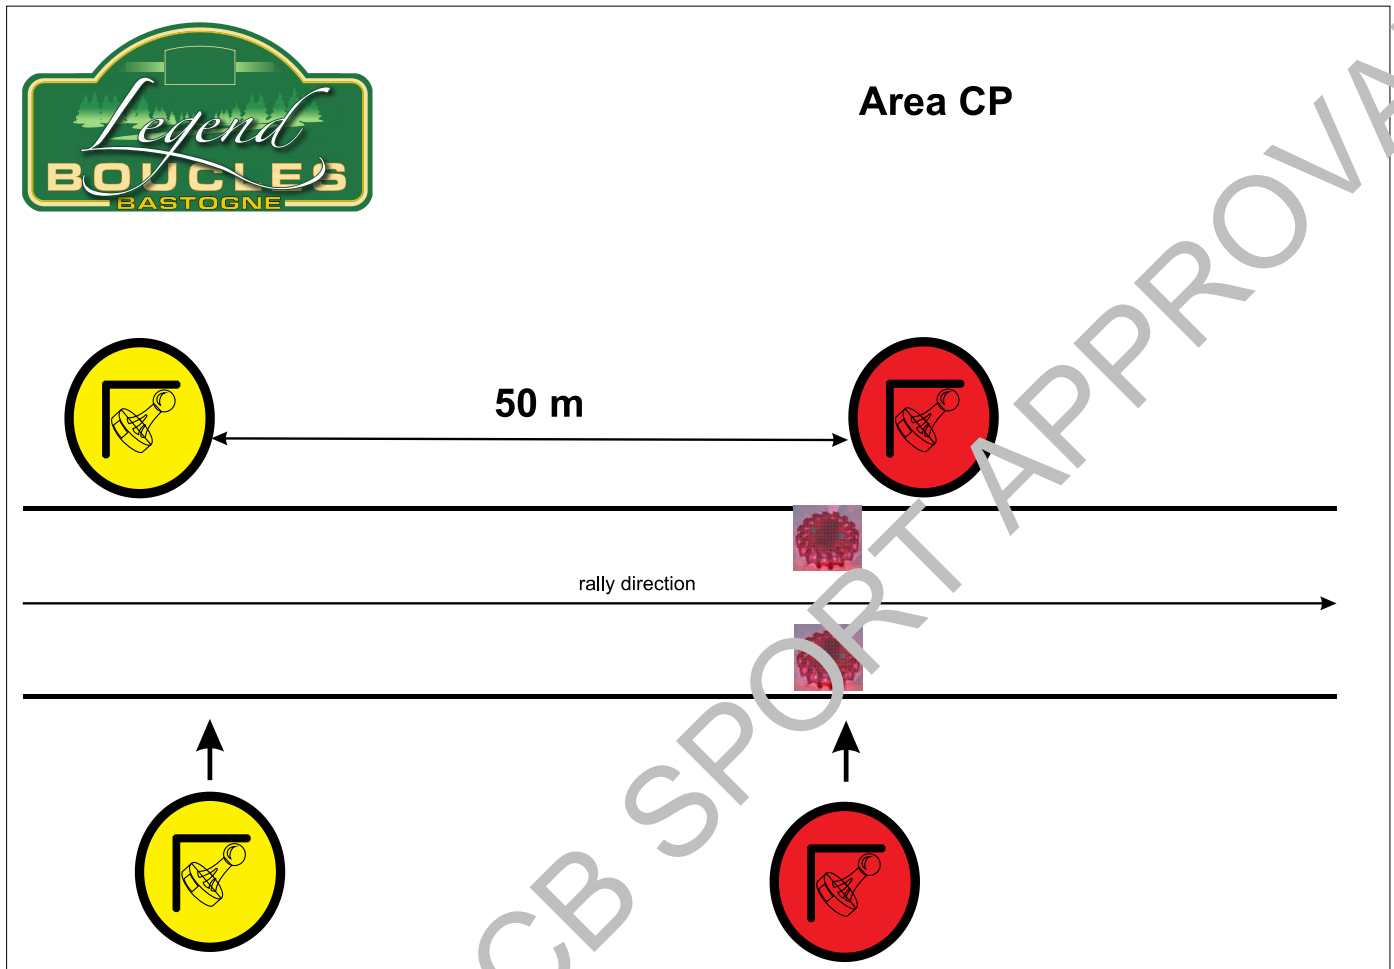 Legend
BOUCLES
BASTOGNE
Area CP
50 m
rally direction
CB SPORT APPROVA